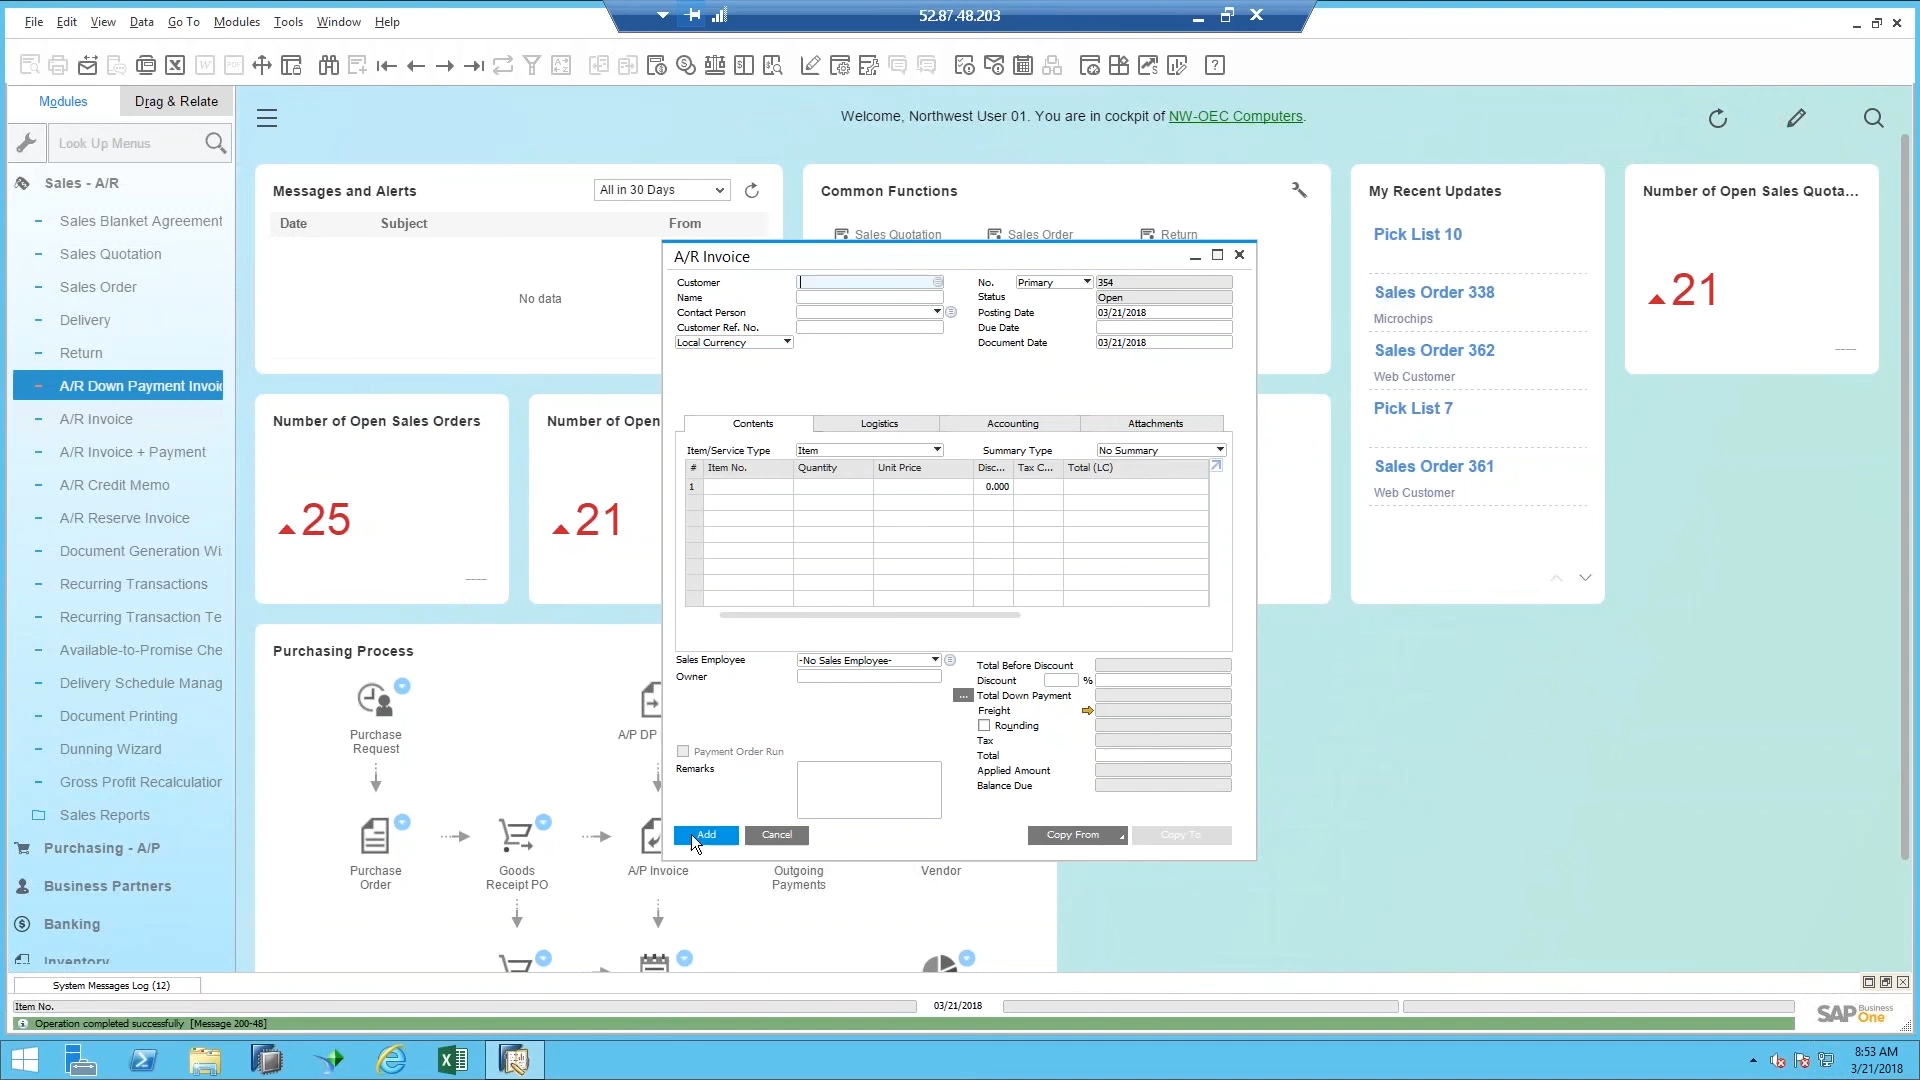 52.87.48.203
File Edit View Data Go To Modules Tools Window Help
Modules
Drag & Relate
Look Up Menus
Sales - A/R
Sales Blanket Agreement
Sales Quotation
Sales Order
Delivery
Return
A/R Down Payment Invoi
A/R Invoice
A/R Invoice + Payment
A/R Credit Memo
A/R Reserve Invoice
Document Generation Wi
Recurring Transactions
Recurring Transaction Te
Available-to-Promise Che
Delivery Schedule Manag
Document Printing
Dunning Wizard
Gross Profit Recalculation
Sales Reports
Purchasing - A/P
Business Partners
Banking
Inventory
Welcome, Northwest User 01. You are in cockpit of NW-OEC Computers.
Messages and Alerts
All in 30 Days
Date Subject From
No data
Common Functions
Sales Quotation
Sales Order
Return
My Recent Updates
Pick List 10
Sales Order 338
Microchips
Sales Order 362
Web Customer
Pick List 7
Sales Order 361
Web Customer
Number of Open Sales Quota...
21
Number of Open Sales Orders
25
Number of Open
21
Purchasing Process
Purchase
Request
A/P DP
Purchase
Order
Goods
Receipt PO
A/P Invoice
Outgoing
Payments
Vendor
A/R Invoice
Customer
Name
Contact Person
Customer Ref. No.
Local Currency
No. Primary 354
Status Open
Posting Date 03/21/2018
Due Date
Document Date 03/21/2018
Contents Logistics Accounting Attachments
Item/Service Type Item Summary Type No Summary
# Item No. Quantity Unit Price Disc... Tax C... Total (LC)
1 0.000
Sales Employee -No Sales Employee-
Owner
Payment Order Run
Remarks
Total Before Discount
Discount %
... Total Down Payment
Freight
Rounding
Tax
Total
Applied Amount
Balance Due
Add Cancel Copy From Copy To
System Messages Log (12)
Item No. 03/21/2018
Operation completed successfully [Message 200-48]
SAP Business One
8:53 AM
3/21/2018